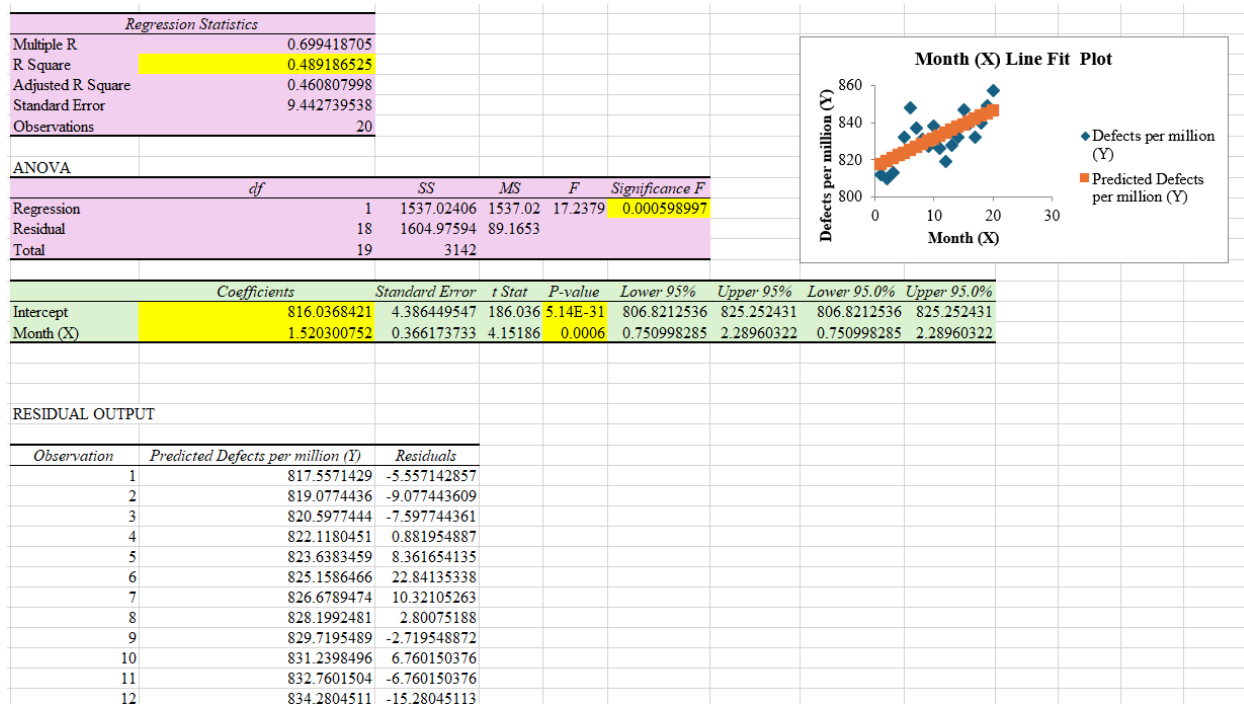 Regression Statistics
Multiple R 0.699418705
R Square 0.489186525
Adjusted R Square 0.460807998
Standard Error 9.442739538
Observations 20
ANOVA
df SS MS F Significance F
Regression 1 1537.02406 1537.02 17.2379 0.000598997
Residual 18 1604.97594 89.1653
Total 19 3142
Coefficients Standard Error t Stat P-value Lower 95% Upper 95% Lower 95.0% Upper 95.0%
Intercept 816.0368421 4.386449547 186.036 5.14E-31 806.8212536 825.252431 806.8212536 825.252431
Month (X) 1.520300752 0.366173733 4.15186 0.0006 0.750998285 2.28960322 0.750998285 2.28960322
Month (X) Line Fit Plot
Defects per million (Y)
860
840
820
800
0 10 20 30
Month (X)
Defects per million
(Y)
Predicted Defects
per million (Y)
RESIDUAL OUTPUT
Observation Predicted Defects per million (Y) Residuals
1 817.5571429 -5.557142857
2 819.0774436 -9.077443609
3 820.5977444 -7.597744361
4 822.1180451 0.881954887
5 823.6383459 8.361654135
6 825.1586466 22.84135338
7 826.6789474 10.32105263
8 828.1992481 2.80075188
9 829.7195489 -2.719548872
10 831.2398496 6.760150376
11 832.7601504 -6.760150376
12 834.2804511 -15.28045113